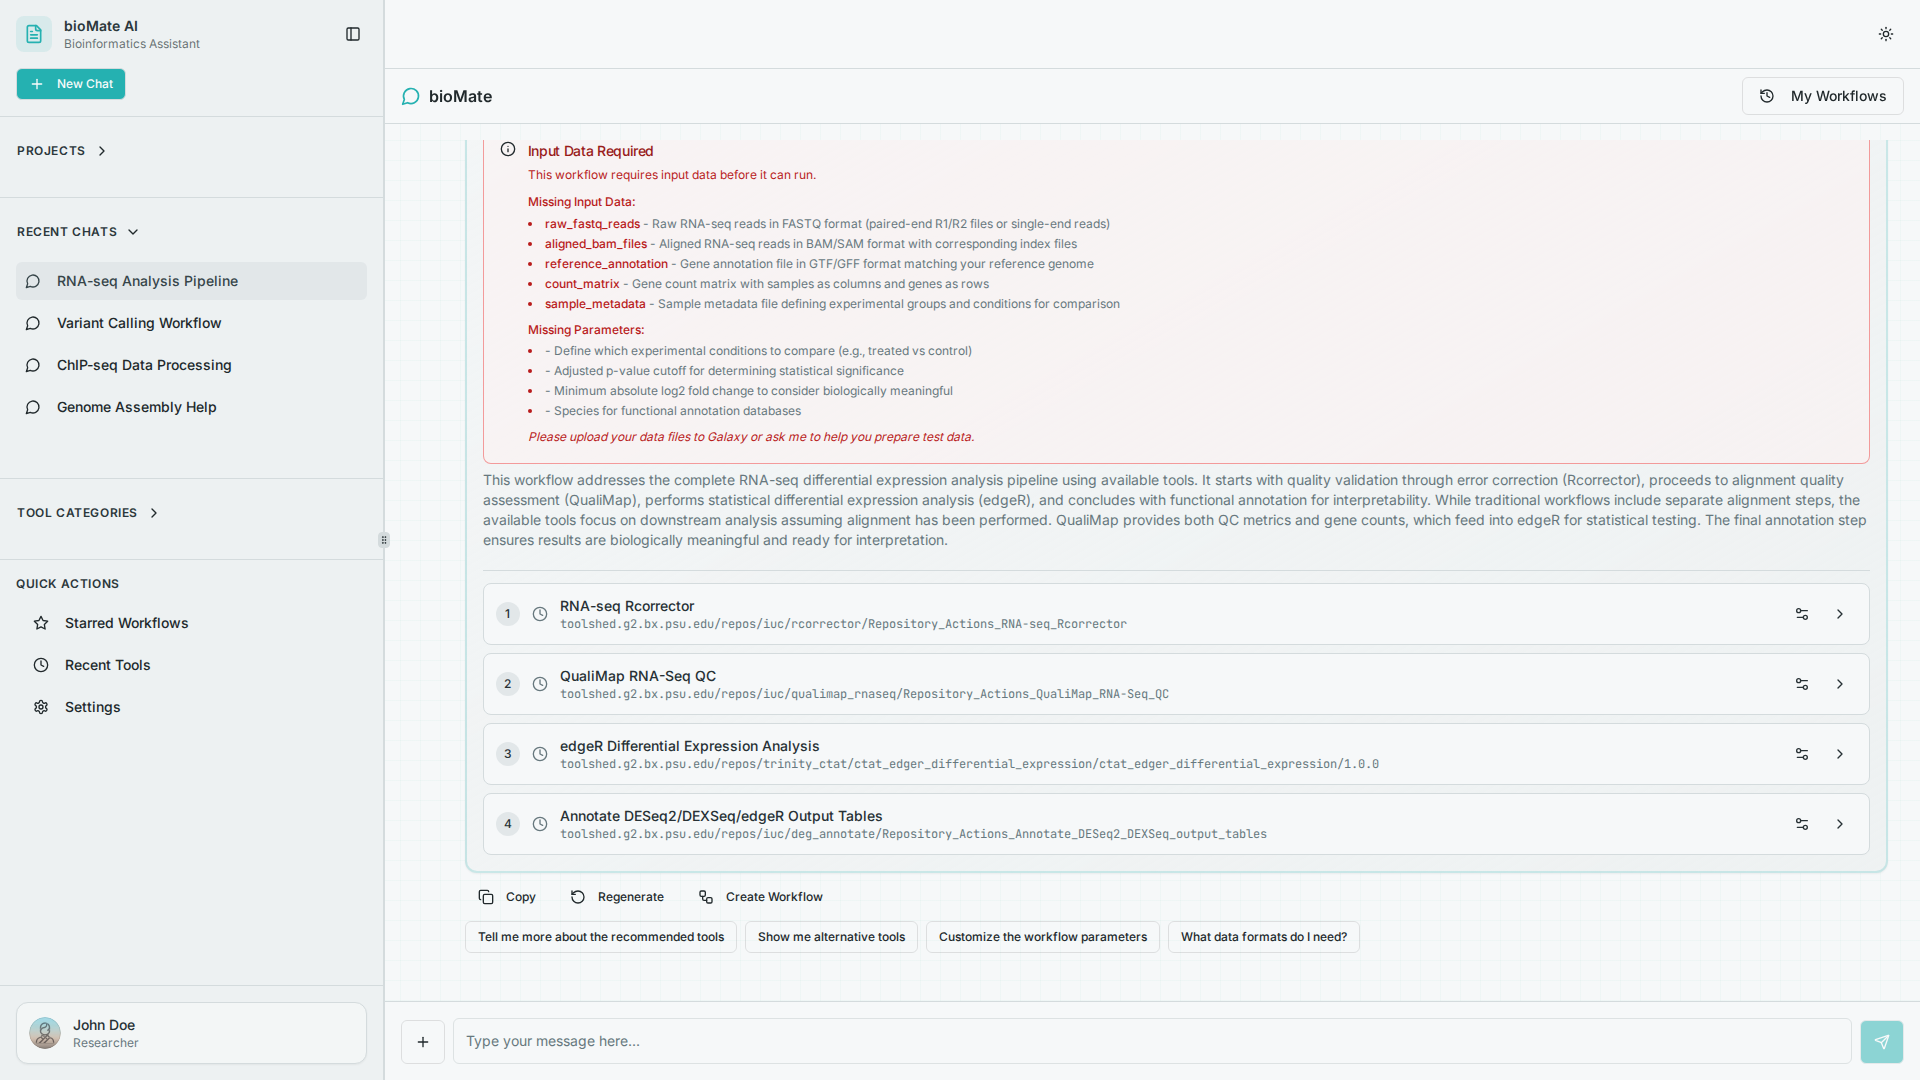 bioMate AI
Bioinformatics Assistant
New Chat
PROJECTS
RECENT CHATS
RNA-seq Analysis Pipeline
Variant Calling Workflow
ChIP-seq Data Processing
Genome Assembly Help
TOOL CATEGORIES
QUICK ACTIONS
Starred Workflows
Recent Tools
Settings
John Doe
Researcher
bioMate
My Workflows
Input Data Required
This workflow requires input data before it can run.
Missing Input Data:
• raw_fastq_reads - Raw RNA-seq reads in FASTQ format (paired-end R1/R2 files or single-end reads)
• aligned_bam_files - Aligned RNA-seq reads in BAM/SAM format with corresponding index files
• reference_annotation - Gene annotation file in GTF/GFF format matching your reference genome
• count_matrix - Gene count matrix with samples as columns and genes as rows
• sample_metadata - Sample metadata file defining experimental groups and conditions for comparison
Missing Parameters:
• - Define which experimental conditions to compare (e.g., treated vs control)
• - Adjusted p-value cutoff for determining statistical significance
• - Minimum absolute log2 fold change to consider biologically meaningful
• - Species for functional annotation databases
Please upload your data files to Galaxy or ask me to help you prepare test data.
This workflow addresses the complete RNA-seq differential expression analysis pipeline using available tools. It starts with quality validation through error correction (Rcorrector), proceeds to alignment quality
assessment (QualiMap), performs statistical differential expression analysis (edgeR), and concludes with functional annotation for interpretability. While traditional workflows include separate alignment steps, the
available tools focus on downstream analysis assuming alignment has been performed. QualiMap provides both QC metrics and gene counts, which feed into edgeR for statistical testing. The final annotation step
ensures results are biologically meaningful and ready for interpretation.
1 RNA-seq Rcorrector
toolshed.g2.bx.psu.edu/repos/iuc/rcorrector/Repository_Actions_RNA-seq_Rcorrector
2 QualiMap RNA-Seq QC
toolshed.g2.bx.psu.edu/repos/iuc/qualimap_rnaseq/Repository_Actions_QualiMap_RNA-Seq_QC
3 edgeR Differential Expression Analysis
toolshed.g2.bx.psu.edu/repos/trinity_ctat/ctat_edger_differential_expression/ctat_edger_differential_expression/1.0.0
4 Annotate DESeq2/DEXSeq/edgeR Output Tables
toolshed.g2.bx.psu.edu/repos/iuc/deg_annotate/Repository_Actions_Annotate_DESeq2_DEXSeq_output_tables
Copy Regenerate Create Workflow
Tell me more about the recommended tools Show me alternative tools Customize the workflow parameters What data formats do I need?
Type your message here...